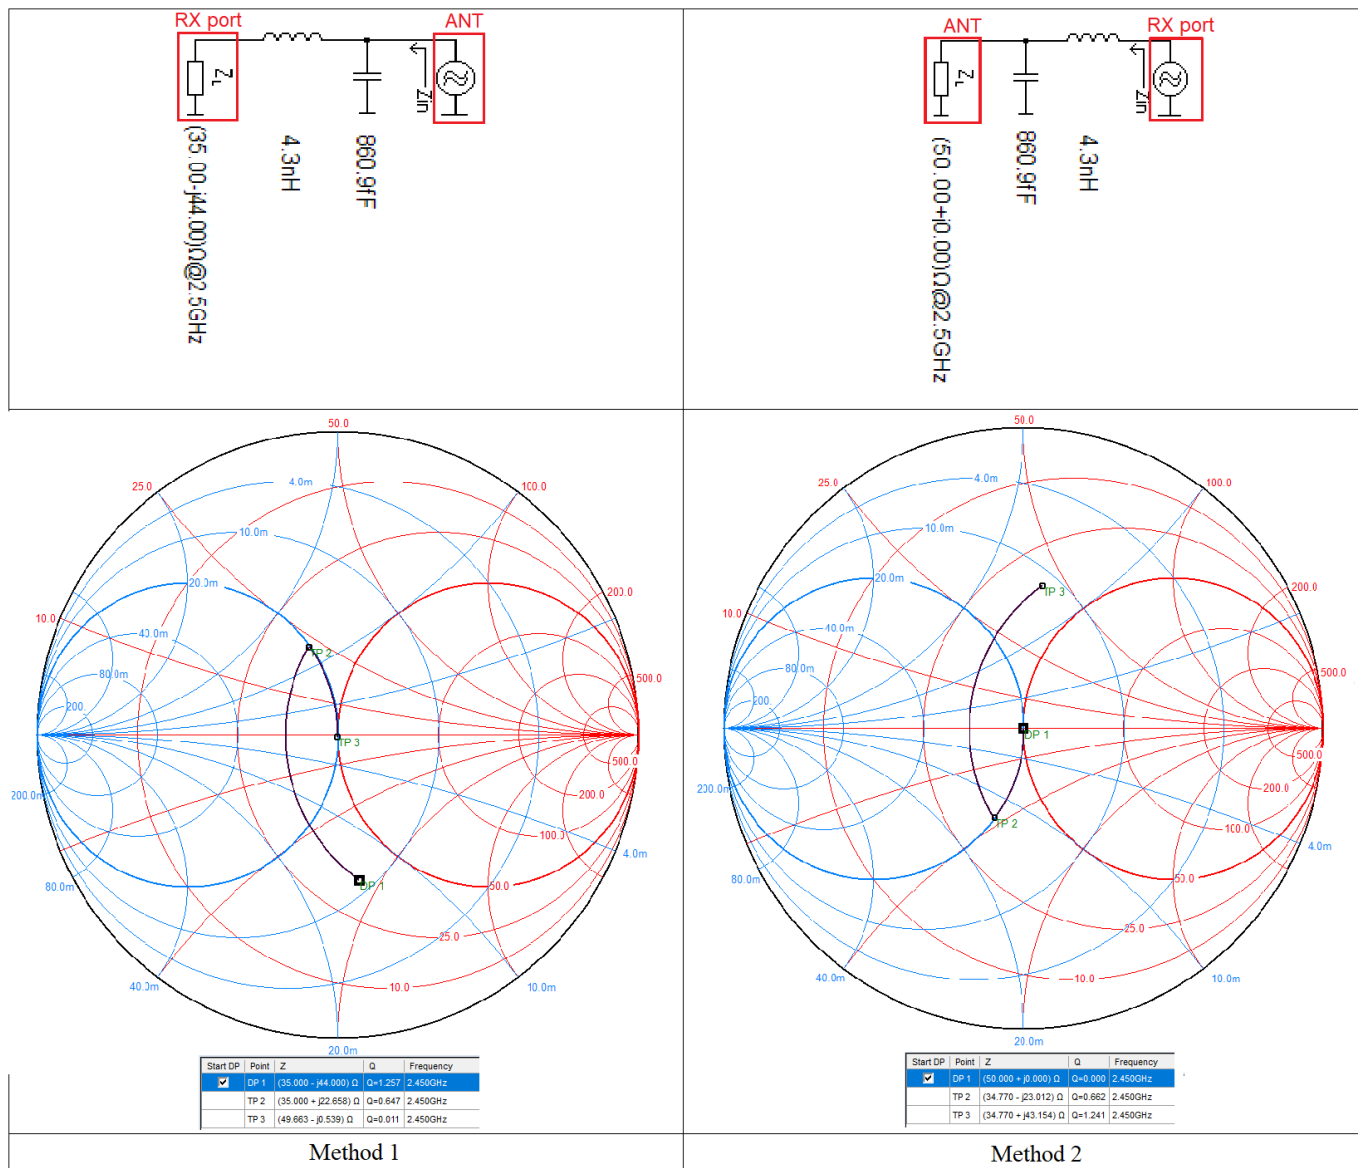 RX port
ANT
Z_L
Zin
(35.00-j44.00)Ω@2.5GHz
4.3nH
860.9fF
ANT
RX port
Z_L
Zin
(50.00+j0.00)Ω@2.5GHz
860.9fF
4.3nH
50.0
25.0
4.0m
100.0
10.0m
20.0m
200.0
10.0
40.0m
TP 2
80.0m
500.0
200.
TP 3
500.0
200.0m
200.0
100.0
4.0m
80.0m
DP 1
50.0
25.0
40.0m
10.0
10.0m
20.0m
50.0
25.0
4.0m
100.0
10.0m
20.0m
TP 3
200.0
10.0
40.0m
80.0m
500.0
200.
DP 1
500.0
200.0m
200.0
TP 2
100.0
4.0m
80.0m
50.0
25.0
40.0m
10.0
10.0m
20.0m
Start DP Point Z Q Frequency
DP 1 (35.000 - j44.000) Ω Q=1.257 2.450GHz
TP 2 (35.000 + j22.658) Ω Q=0.647 2.450GHz
TP 3 (49.663 - j0.539) Ω Q=0.011 2.450GHz
Start DP Point Z Q Frequency
DP 1 (50.000 + j0.000) Ω Q=0.000 2.450GHz
TP 2 (34.770 - j23.012) Ω Q=0.662 2.450GHz
TP 3 (34.770 + j43.154) Ω Q=1.241 2.450GHz
Method 1
Method 2